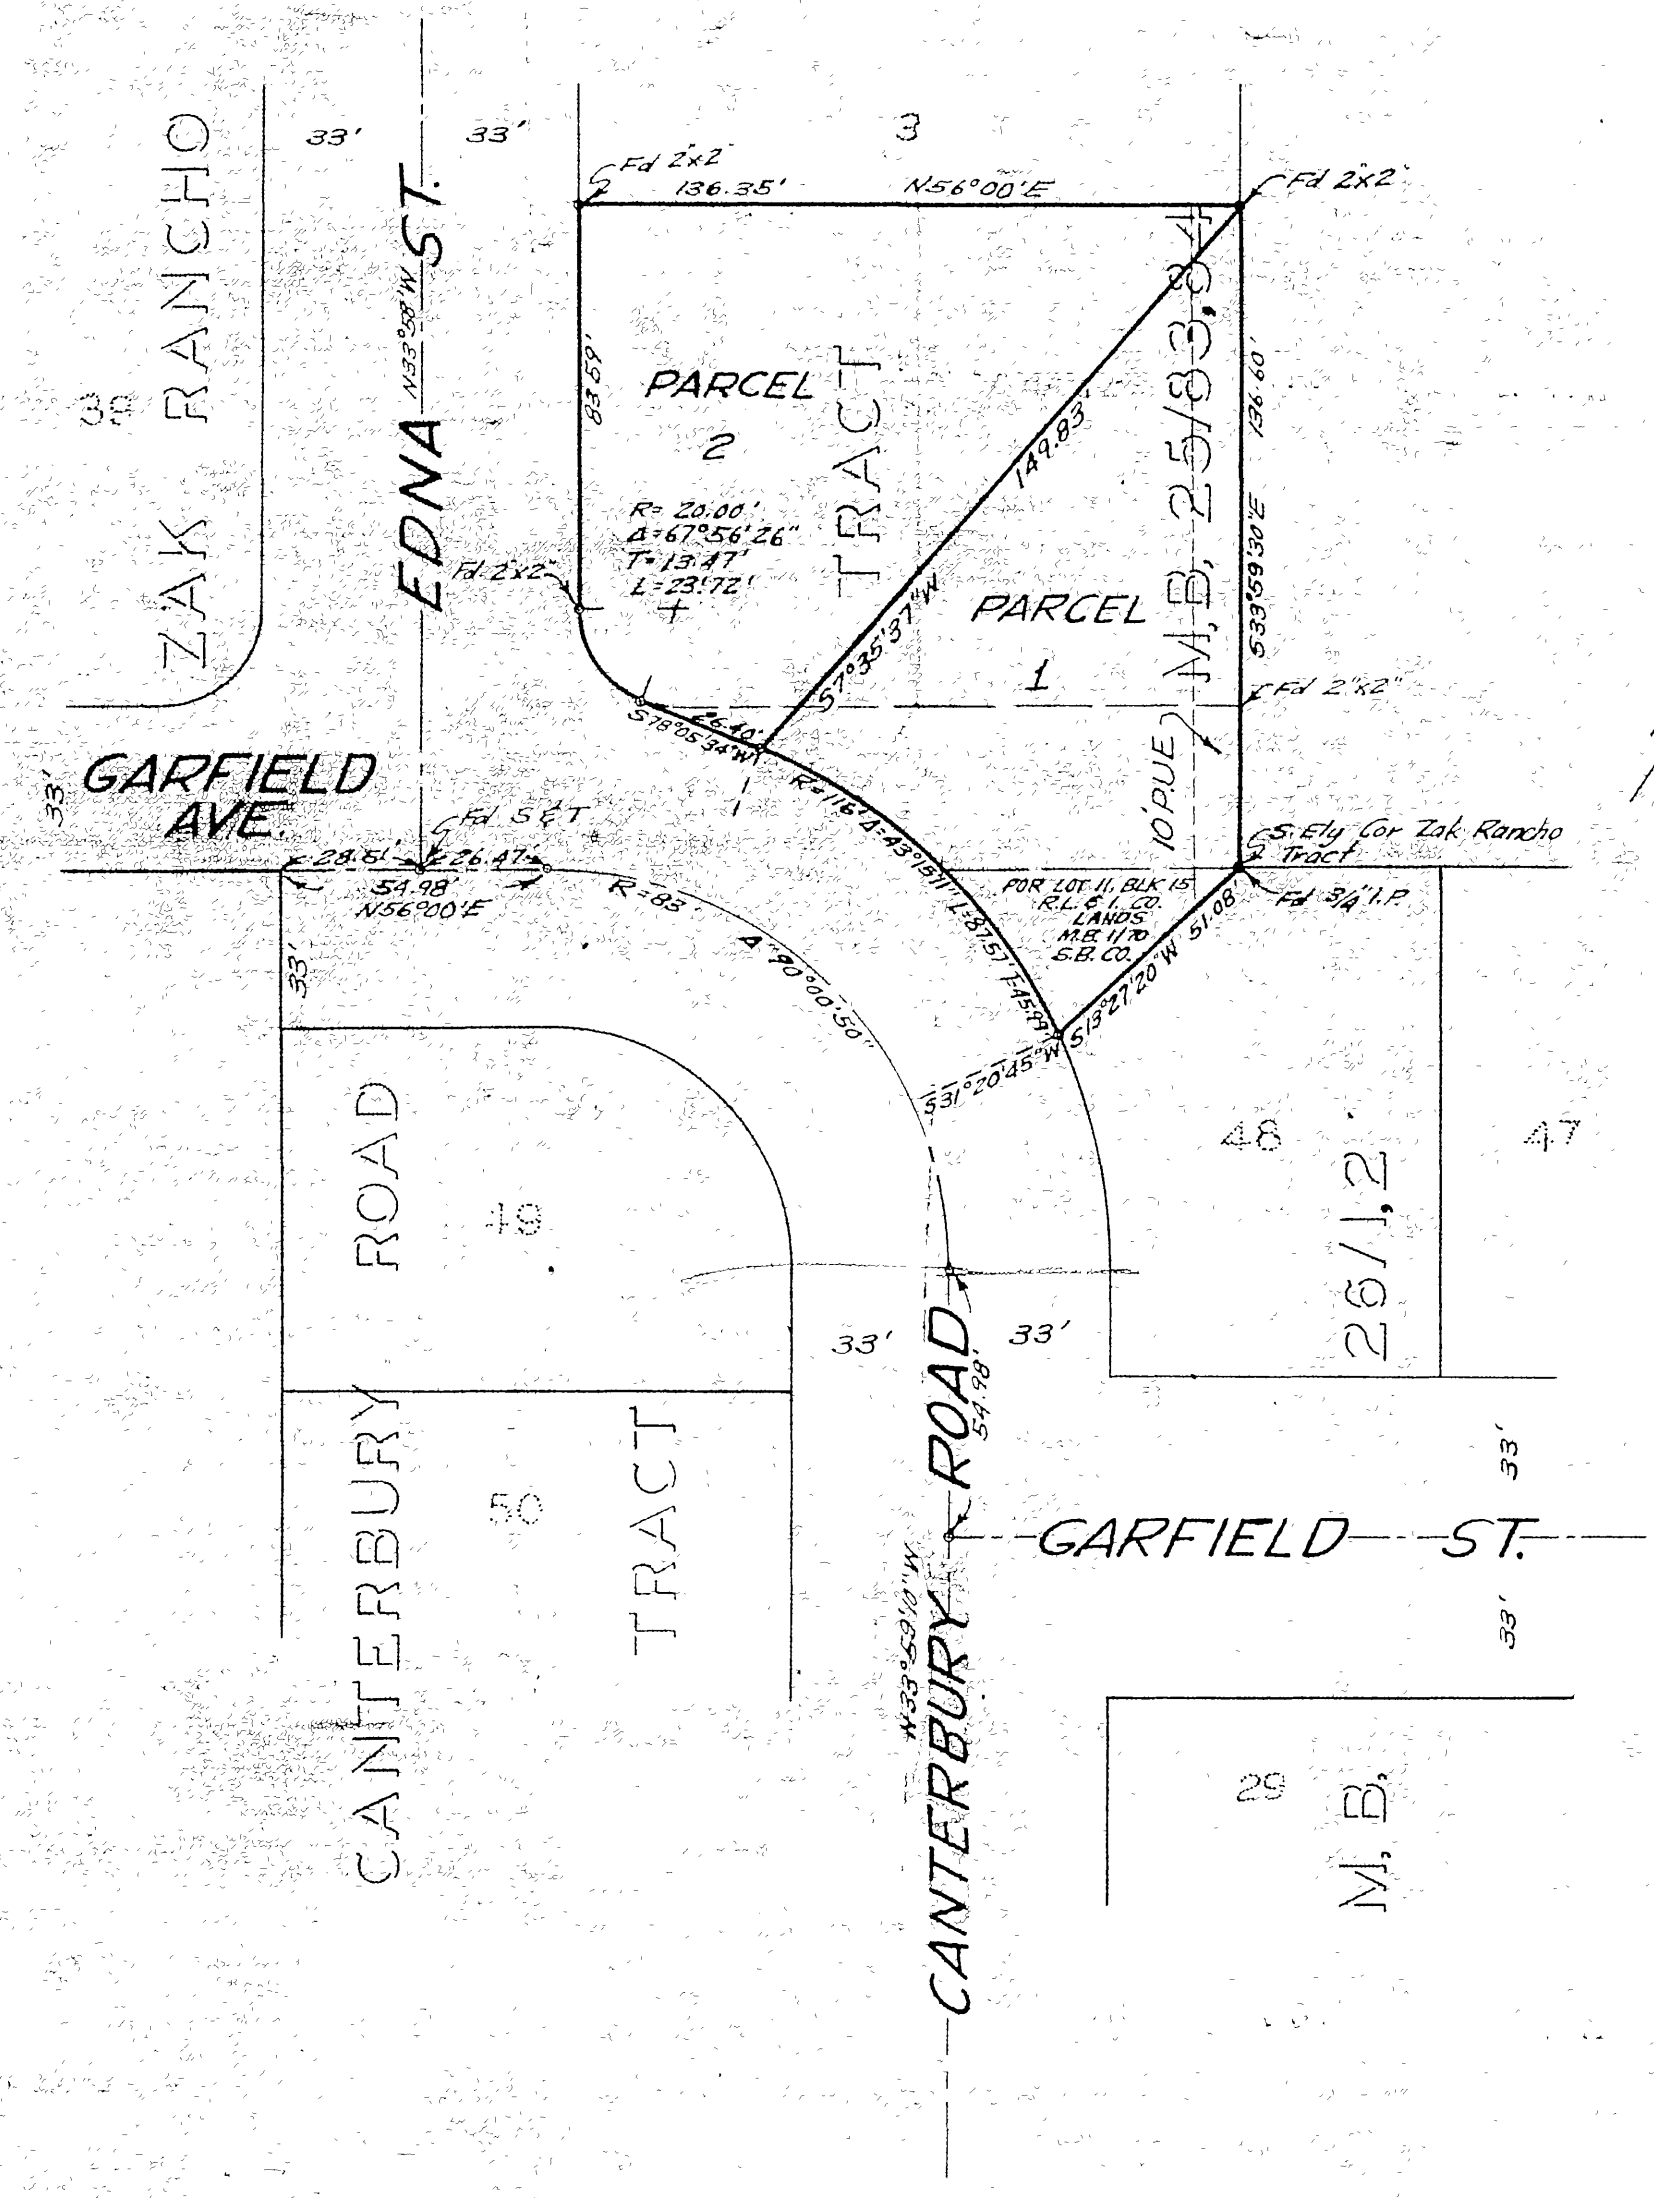 33'
33'
3
Fd 2"x2"
136.35'
N56°00'E
Fd 2"x2"
ZAK RANCHO
EDNA ST.
N33°58'W
39
83.59'
PARCEL
2
TRACT
149.83'
S7°35'37"W
M.B. 25/83,84
136.60'
S33°59'30"E
R= 20.00'
Δ=67°56'26"
T=13.47'
L=23.72'
Fd 2"x2"
PARCEL
1
Fd 2"x2"
26.40'
S78°05'34"W
10' P.U.E.
GARFIELD
AVE.
33'
Fd S&T
28.51'
26.47'
54.98'
N56°00'E
R=116' Δ=43°15'11" L=87.57' T=45.99'
S. Ely Cor Zak Rancho
Tract
Fd 3/4" I.P.
POR LOT 11, BLK 15
R.L. & I. CO.
LANDS
M.B. 1/70
S.B. CO.
51.08'
S13°27'20"W
R=83'
Δ=90°00'50"
33'
S31°20'45"W
48
47
49
33'
33'
54.98'
26/1,2
50
CANTERBURY ROAD
TRACT
33'
GARFIELD ST.
33'
N33°59'10"W
CANTERBURY ROAD
29
M.B.